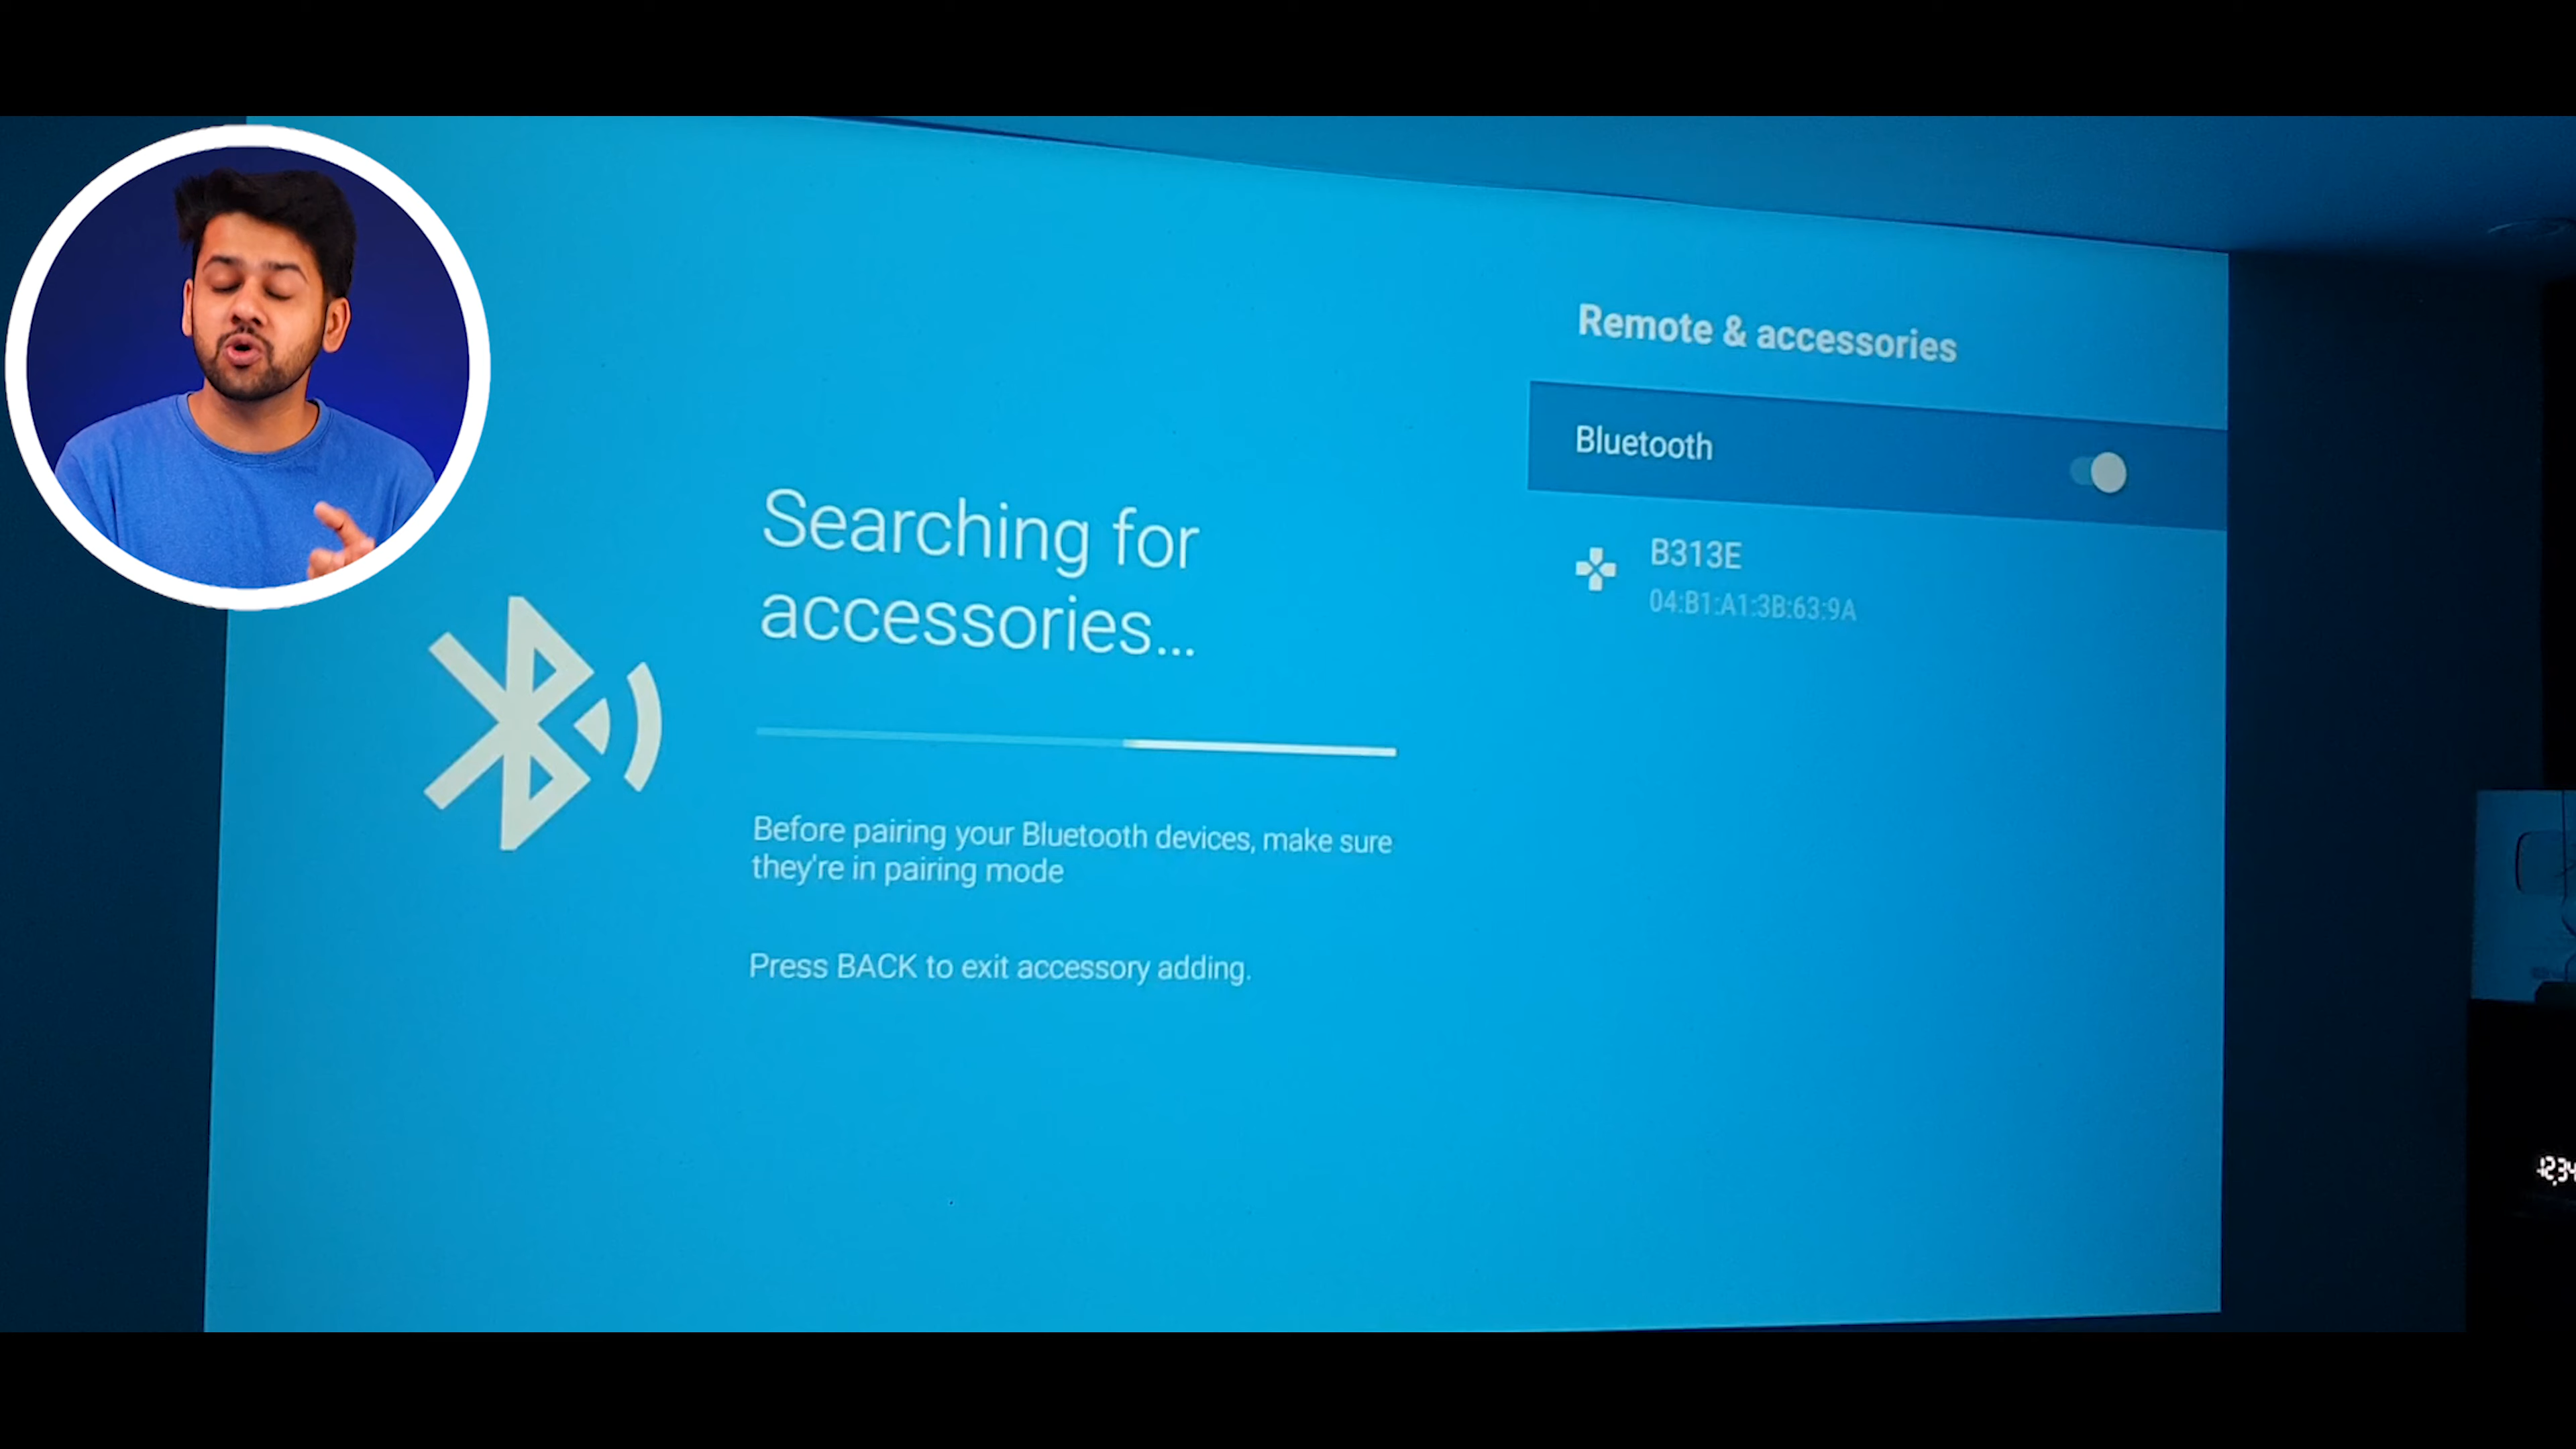 Remote & accessories
Bluetooth
B313E
04:B1:A1:3B:63:9A
Searching for
accessories...
Before pairing your Bluetooth devices, make sure
they're in pairing mode
Press BACK to exit accessory adding.